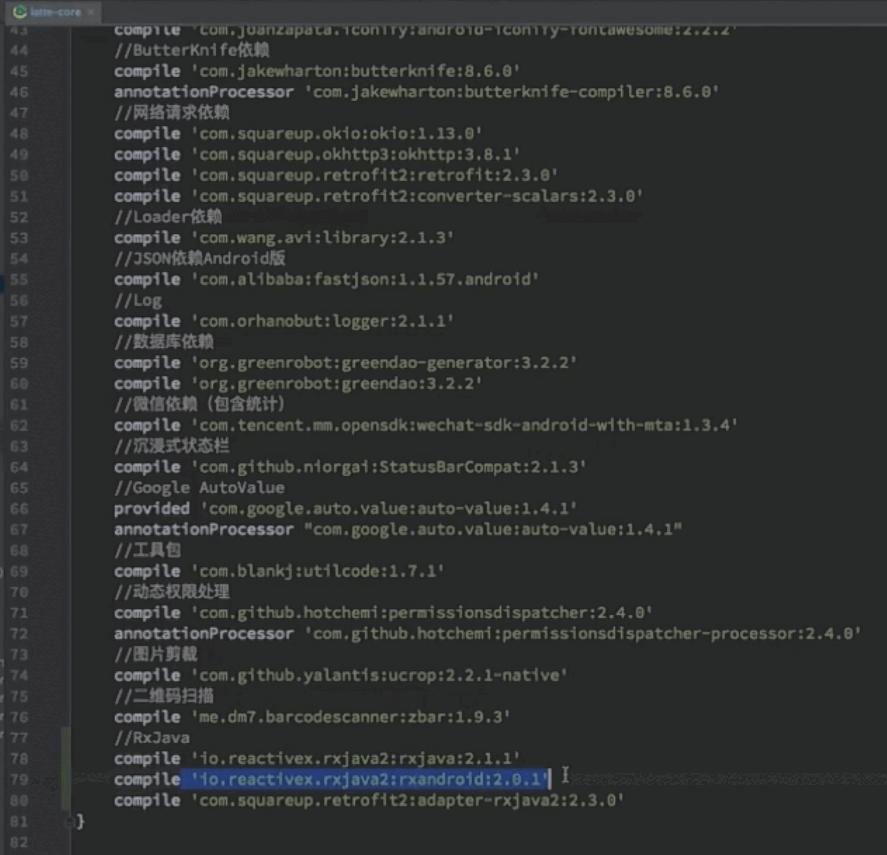 latte-core
43 compile 'com.joanzapata.iconify:android-iconify-fontawesome:2.2.2'
44 //ButterKnife依赖
45 compile 'com.jakewharton:butterknife:8.6.0'
46 annotationProcessor 'com.jakewharton:butterknife-compiler:8.6.0'
47 //网络请求依赖
48 compile 'com.squareup.okio:okio:1.13.0'
49 compile 'com.squareup.okhttp3:okhttp:3.8.1'
50 compile 'com.squareup.retrofit2:retrofit:2.3.0'
51 compile 'com.squareup.retrofit2:converter-scalars:2.3.0'
52 //Loader依赖
53 compile 'com.wang.avi:library:2.1.3'
54 //JSON依赖Android版
55 compile 'com.alibaba:fastjson:1.1.57.android'
56 //Log
57 compile 'com.orhanobut:logger:2.1.1'
58 //数据库依赖
59 compile 'org.greenrobot:greendao-generator:3.2.2'
60 compile 'org.greenrobot:greendao:3.2.2'
61 //微信依赖（包含统计）
62 compile 'com.tencent.mm.opensdk:wechat-sdk-android-with-mta:1.3.4'
63 //沉浸式状态栏
64 compile 'com.github.niorgai:StatusBarCompat:2.1.3'
65 //Google AutoValue
66 provided 'com.google.auto.value:auto-value:1.4.1'
67 annotationProcessor "com.google.auto.value:auto-value:1.4.1"
68 //工具包
69 compile 'com.blankj:utilcode:1.7.1'
70 //动态权限处理
71 compile 'com.github.hotchemi:permissionsdispatcher:2.4.0'
72 annotationProcessor 'com.github.hotchemi:permissionsdispatcher-processor:2.4.0'
73 //图片剪裁
74 compile 'com.github.yalantis:ucrop:2.2.1-native'
75 //二维码扫描
76 compile 'me.dm7.barcodescanner:zbar:1.9.3'
77 //RxJava
78 compile 'io.reactivex.rxjava2:rxjava:2.1.1'
79 compile 'io.reactivex.rxjava2:rxandroid:2.0.1'
80 compile 'com.squareup.retrofit2:adapter-rxjava2:2.3.0'
81 }
82